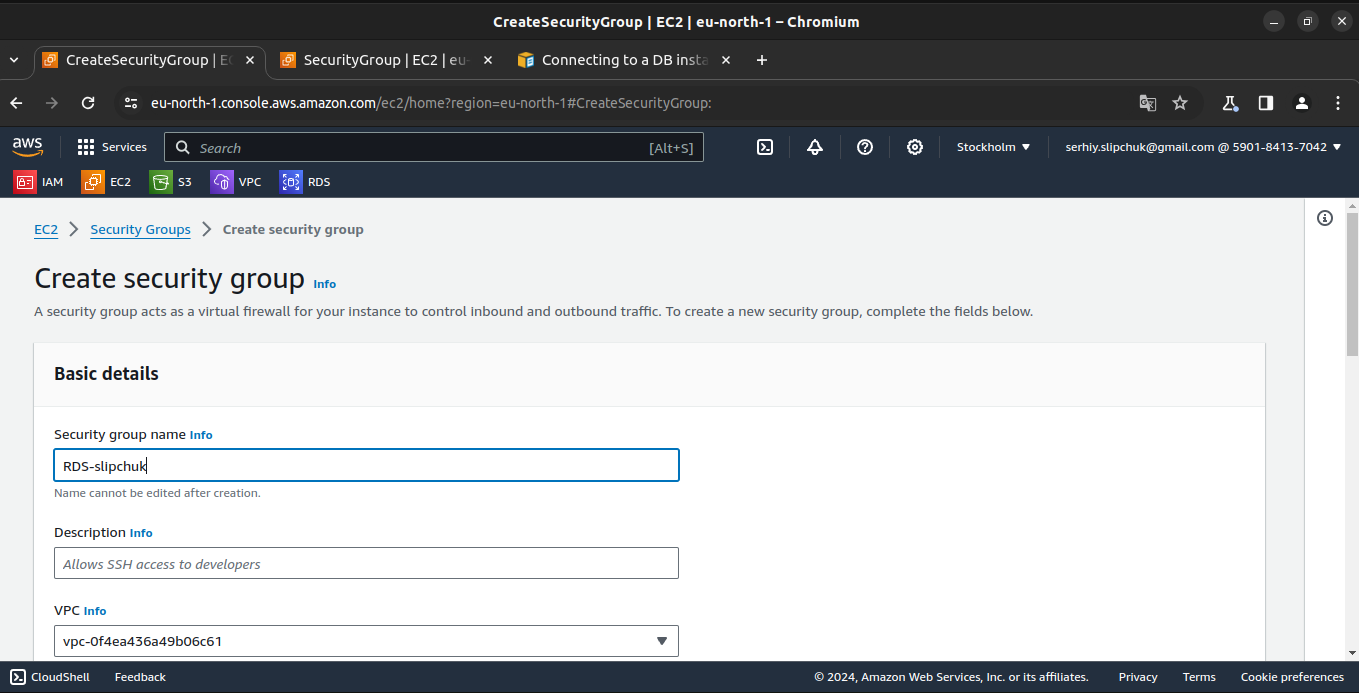 CreateSecurityGroup | EC2 | eu-north-1 – Chromium
CreateSecurityGroup | EC
SecurityGroup | EC2 | eu-
Connecting to a DB insta
eu-north-1.console.aws.amazon.com/ec2/home?region=eu-north-1#CreateSecurityGroup:
aws
Services
Search
[Alt+S]
Stockholm
serhiy.slipchuk@gmail.com @ 5901-8413-7042
IAM
EC2
S3
VPC
RDS
EC2
Security Groups
Create security group
Create security group Info
A security group acts as a virtual firewall for your instance to control inbound and outbound traffic. To create a new security group, complete the fields below.
Basic details
Security group name Info
RDS-slipchuk
Name cannot be edited after creation.
Description Info
Allows SSH access to developers
VPC Info
vpc-0f4ea436a49b06c61
CloudShell
Feedback
© 2024, Amazon Web Services, Inc. or its affiliates.
Privacy
Terms
Cookie preferences